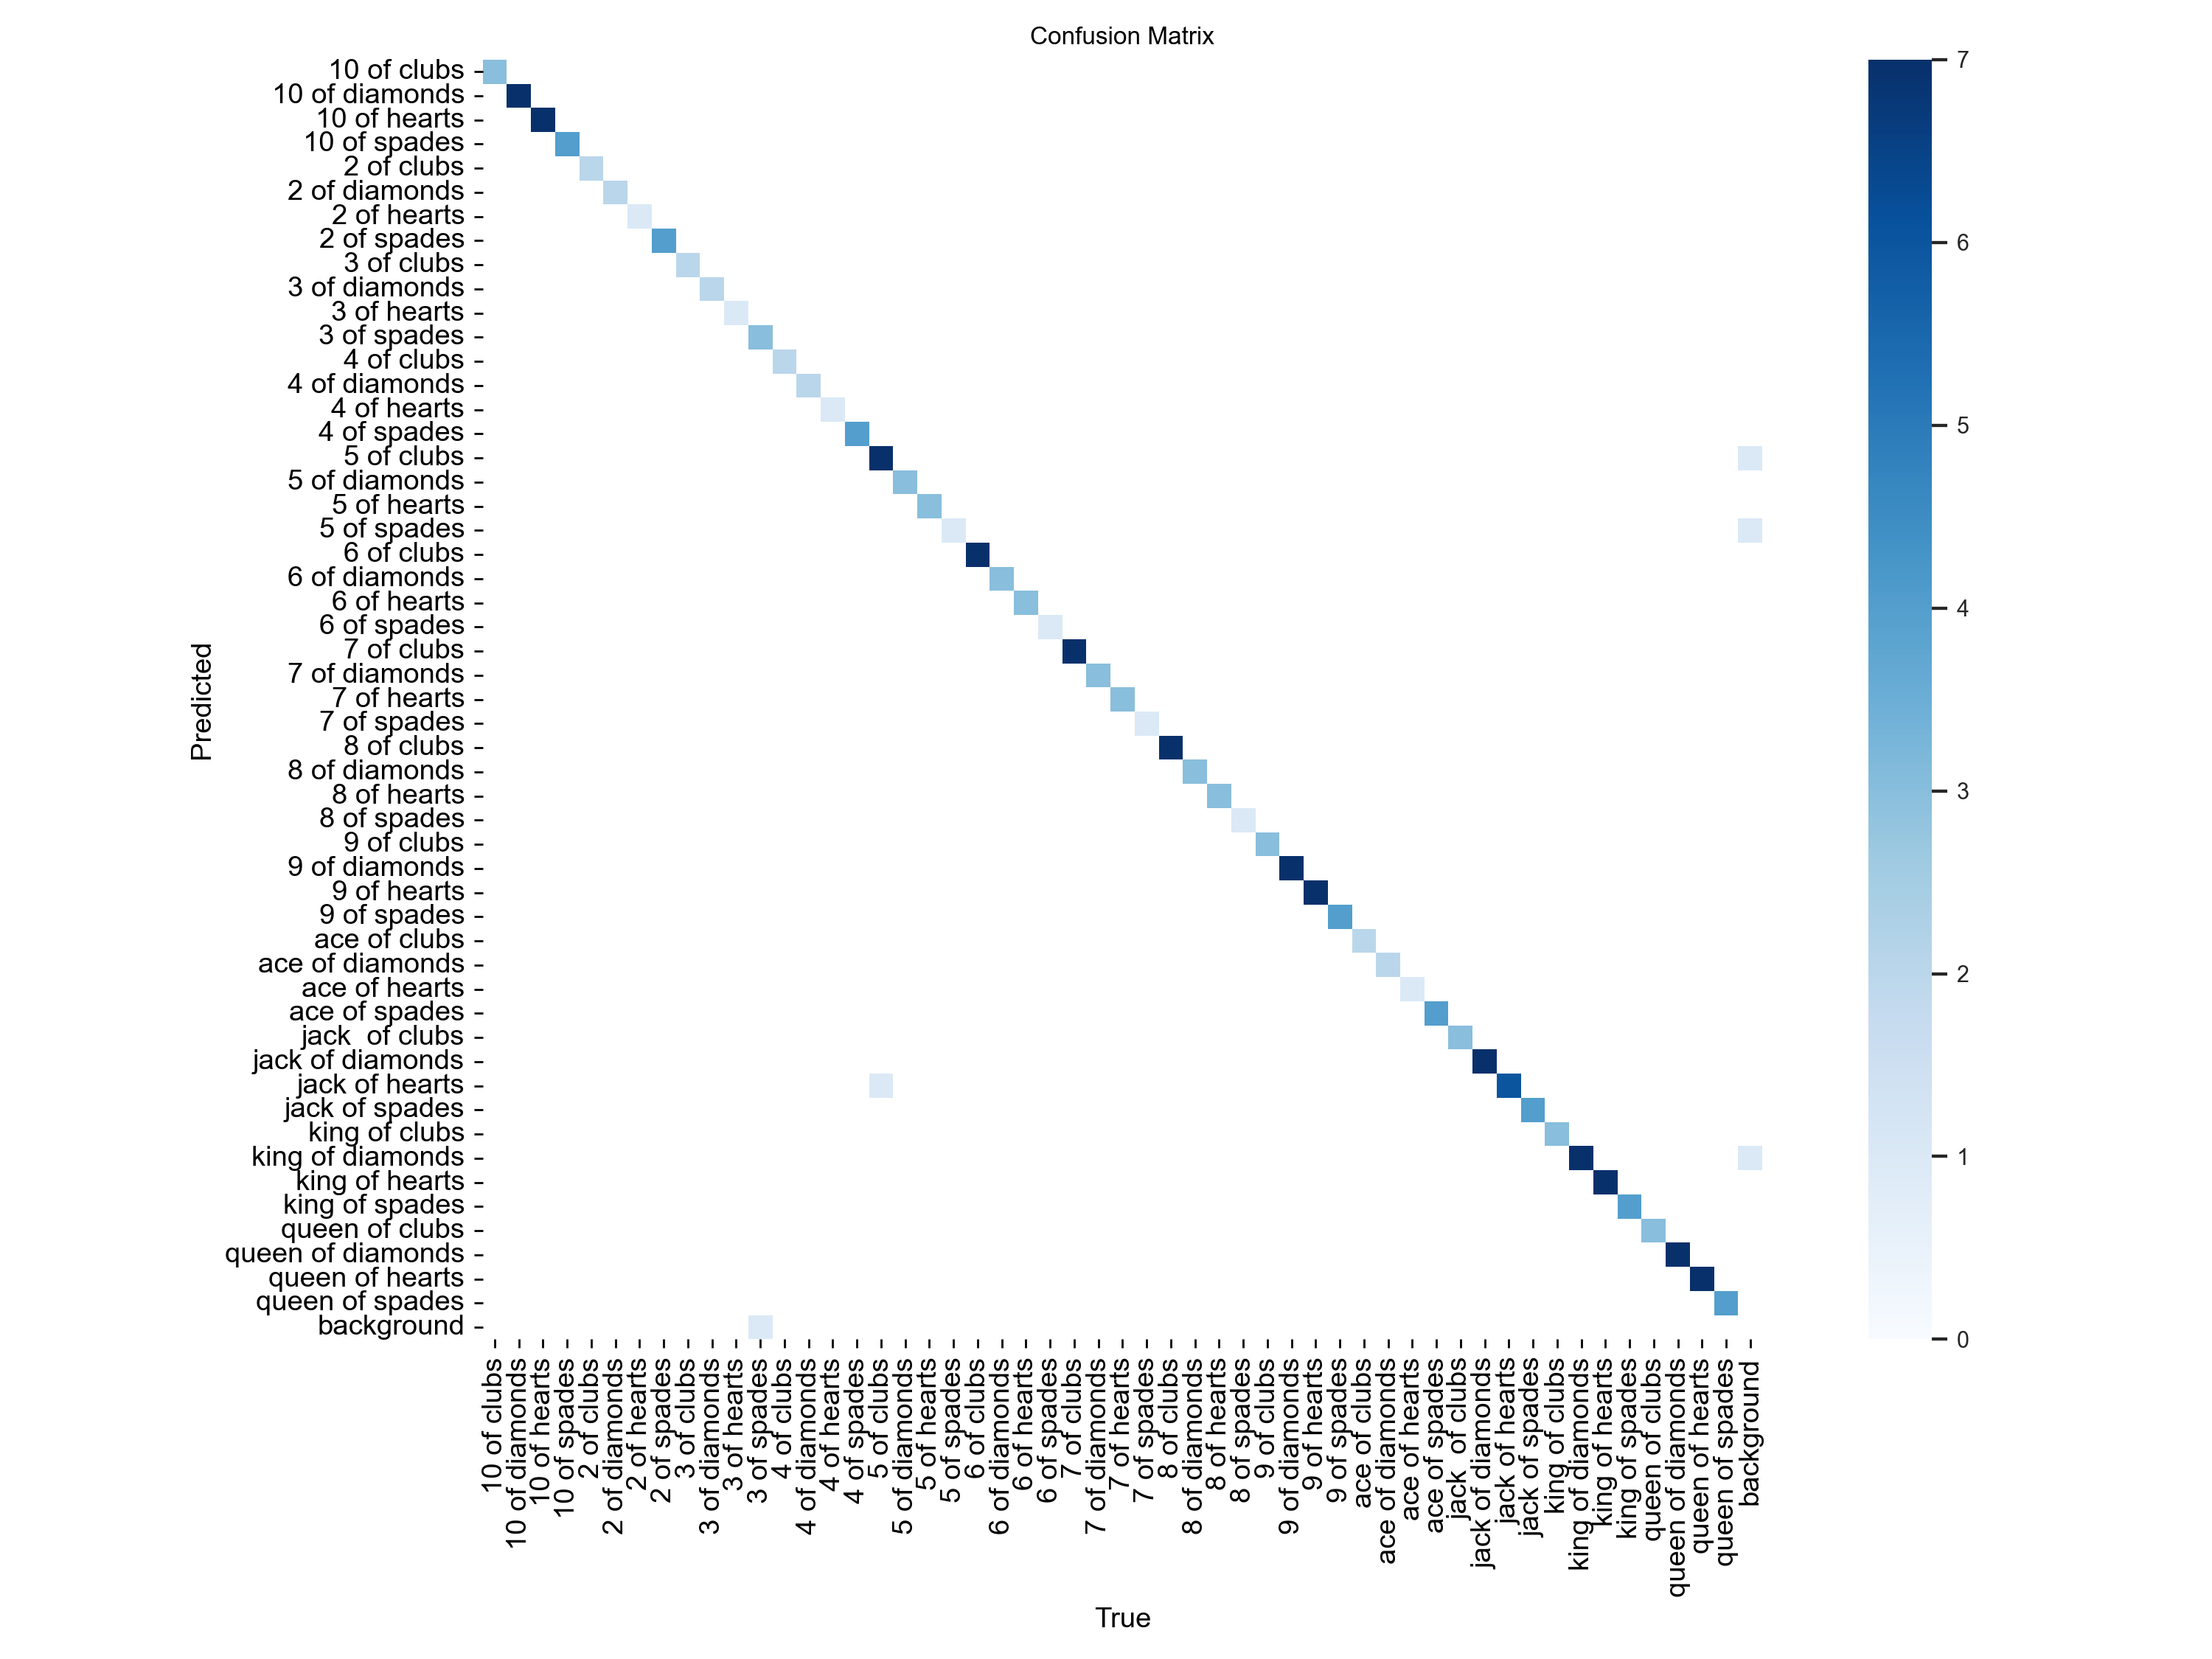 Confusion Matrix
10 of clubs
10 of diamonds
10 of hearts
10 of spades
2 of clubs
2 of diamonds
2 of hearts
2 of spades
3 of clubs
3 of diamonds
3 of hearts
3 of spades
4 of clubs
4 of diamonds
4 of hearts
4 of spades
5 of clubs
5 of diamonds
5 of hearts
5 of spades
6 of clubs
6 of diamonds
6 of hearts
6 of spades
7 of clubs
7 of diamonds
7 of hearts
7 of spades
8 of clubs
8 of diamonds
8 of hearts
8 of spades
9 of clubs
9 of diamonds
9 of hearts
9 of spades
ace of clubs
ace of diamonds
ace of hearts
ace of spades
jack  of clubs
jack of diamonds
jack of hearts
jack of spades
king of clubs
king of diamonds
king of hearts
king of spades
queen of clubs
queen of diamonds
queen of hearts
queen of spades
background
Predicted
10 of clubs
10 of diamonds
10 of hearts
10 of spades
2 of clubs
2 of diamonds
2 of hearts
2 of spades
3 of clubs
3 of diamonds
3 of hearts
3 of spades
4 of clubs
4 of diamonds
4 of hearts
4 of spades
5 of clubs
5 of diamonds
5 of hearts
5 of spades
6 of clubs
6 of diamonds
6 of hearts
6 of spades
7 of clubs
7 of diamonds
7 of hearts
7 of spades
8 of clubs
8 of diamonds
8 of hearts
8 of spades
9 of clubs
9 of diamonds
9 of hearts
9 of spades
ace of clubs
ace of diamonds
ace of hearts
ace of spades
jack  of clubs
jack of diamonds
jack of hearts
jack of spades
king of clubs
king of diamonds
king of hearts
king of spades
queen of clubs
queen of diamonds
queen of hearts
queen of spades
background
True
7
6
5
4
3
2
1
0